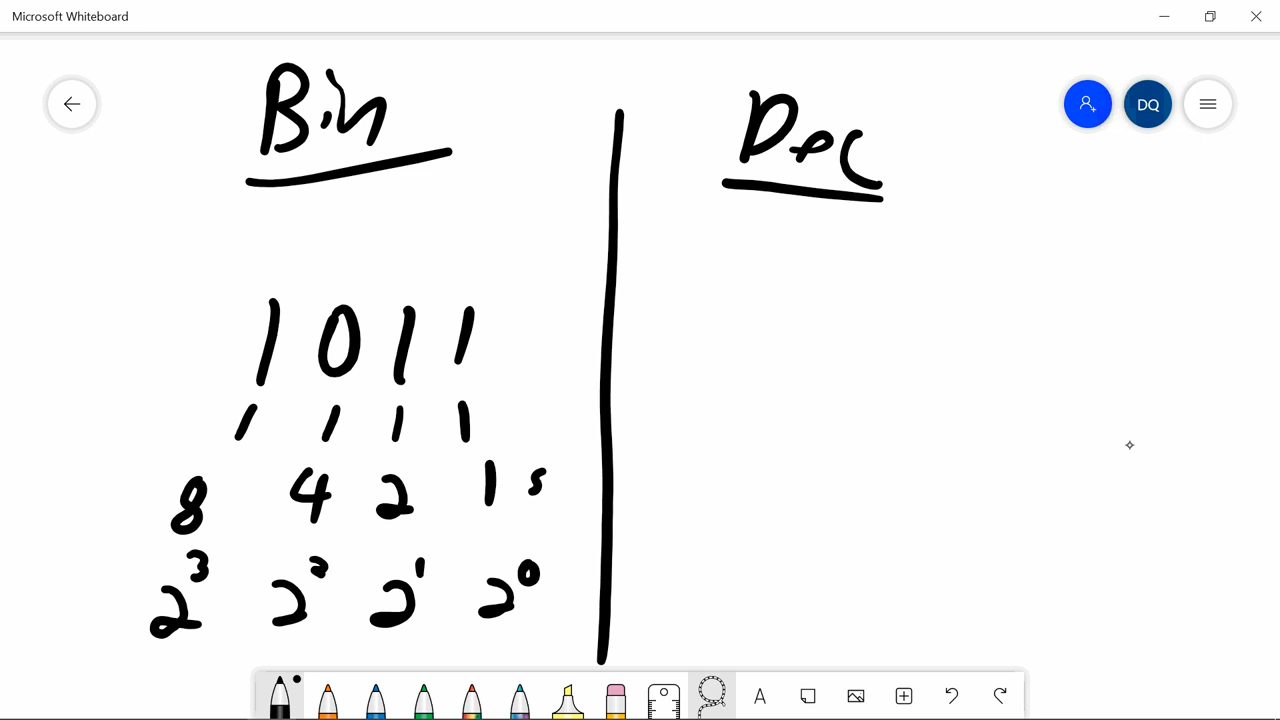 Microsoft Whiteboard
Bin
Dec
DQ
1 0 1 1
8 4 2 1 s
2³ 2² 2¹ 2⁰
A